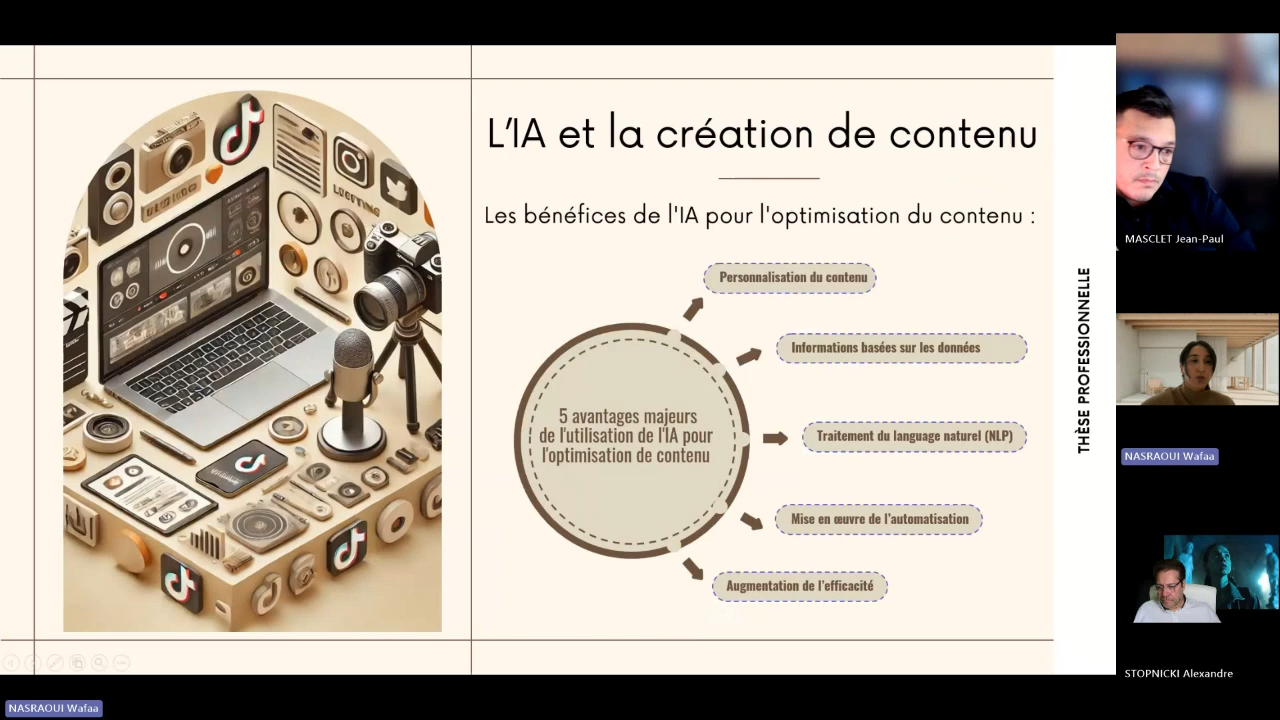 L'IA et la création de contenu
Les bénéfices de l'IA pour l'optimisation du contenu :
Personnalisation du contenu
Informations basées sur les données
5 avantages majeurs
de l'utilisation de l'IA pour
l'optimisation de contenu
Traitement du language naturel (NLP)
Mise en œuvre de l'automatisation
Augmentation de l'efficacité
THÈSE PROFESSIONNELLE
MASCLET Jean-Paul
NASRAOUI Wafaa
STOPNICKI Alexandre
NASRAOUI Wafaa